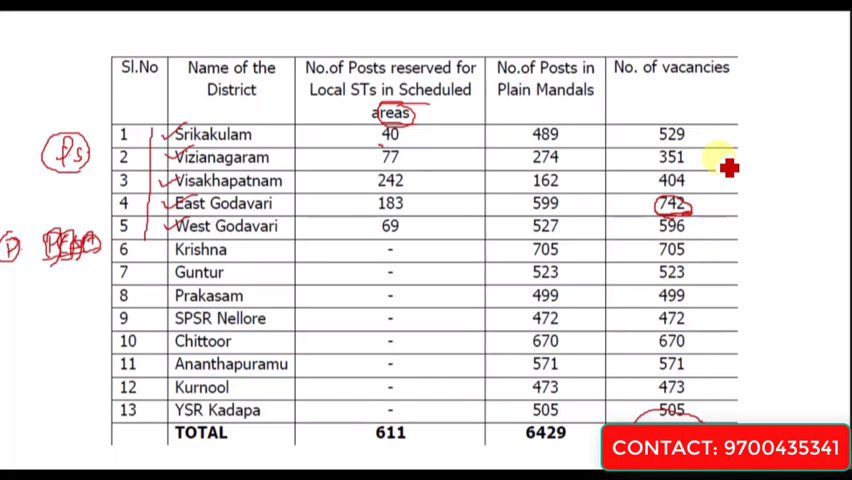 Sl.No Name of the District No.of Posts reserved for Local STs in Scheduled areas No.of Posts in Plain Mandals No. of vacancies
1 Srikakulam 40 489 529
2 Vizianagaram 77 274 351
3 Visakhapatnam 242 162 404
4 East Godavari 183 599 742
5 West Godavari 69 527 596
6 Krishna - 705 705
7 Guntur - 523 523
8 Prakasam - 499 499
9 SPSR Nellore - 472 472
10 Chittoor - 670 670
11 Ananthapuramu - 571 571
12 Kurnool - 473 473
13 YSR Kadapa - 505 505
TOTAL 611 6429
CONTACT: 9700435341